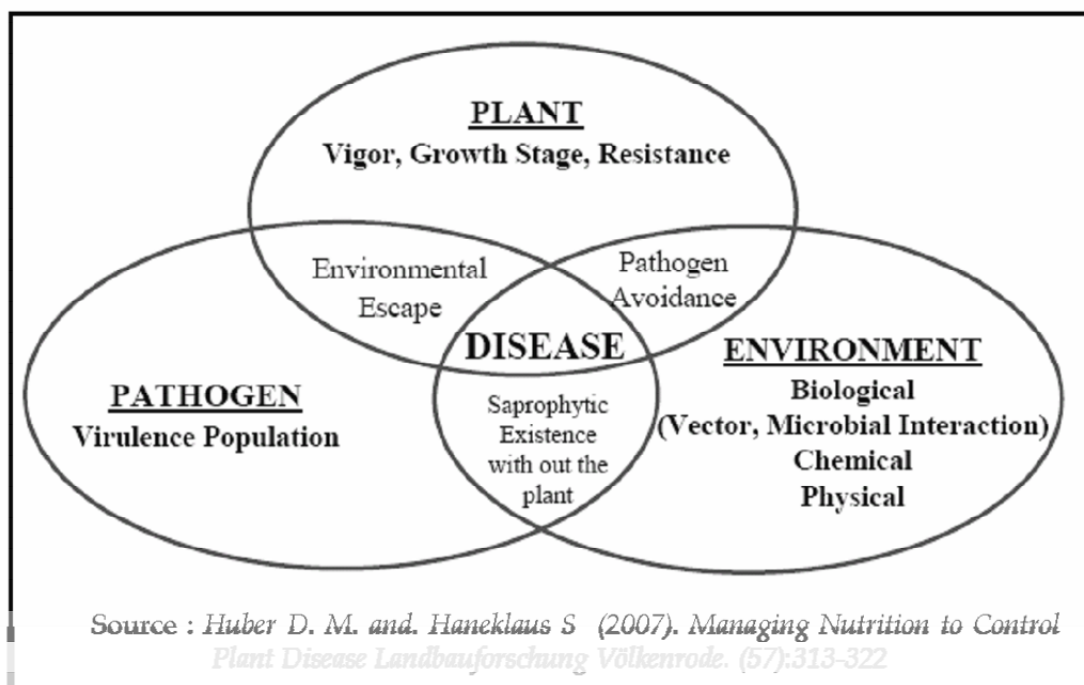 PLANT
Vigor, Growth Stage, Resistance
Environmental
Escape
Pathogen
Avoidance
DISEASE
PATHOGEN
Virulence Population
ENVIRONMENT
Biological
(Vector, Microbial Interaction)
Chemical
Physical
Saprophytic
Existence
with out the
plant
Source : Huber D. M. and. Haneklaus S (2007). Managing Nutrition to Control
Plant Disease Landbauforschung Völkenrode. (57):313-322